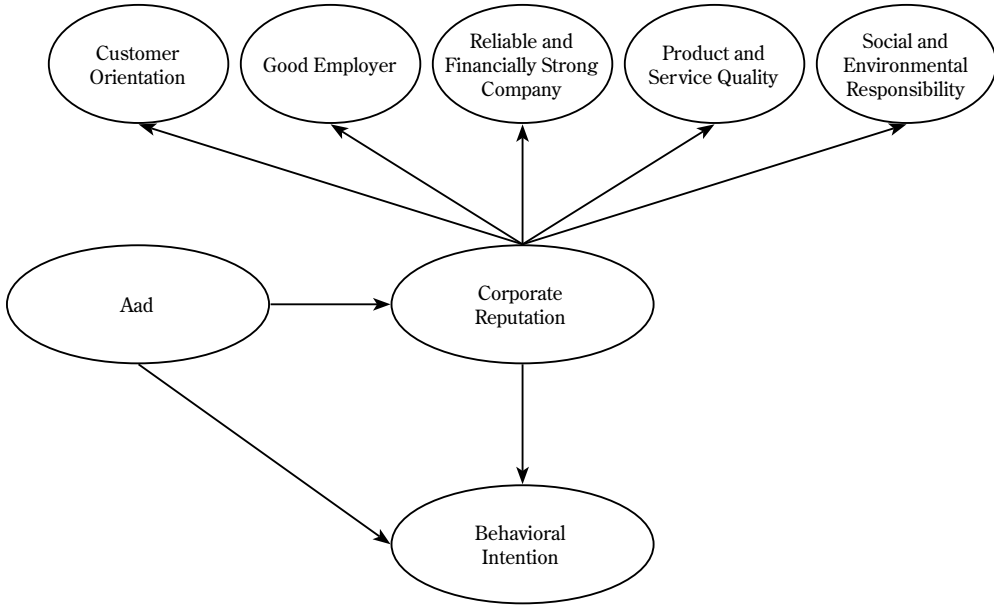 Customer
Orientation
Good Employer
Reliable and
Financially Strong
Company
Product and
Service Quality
Social and
Environmental
Responsibility
Aad
Corporate
Reputation
Behavioral
Intention